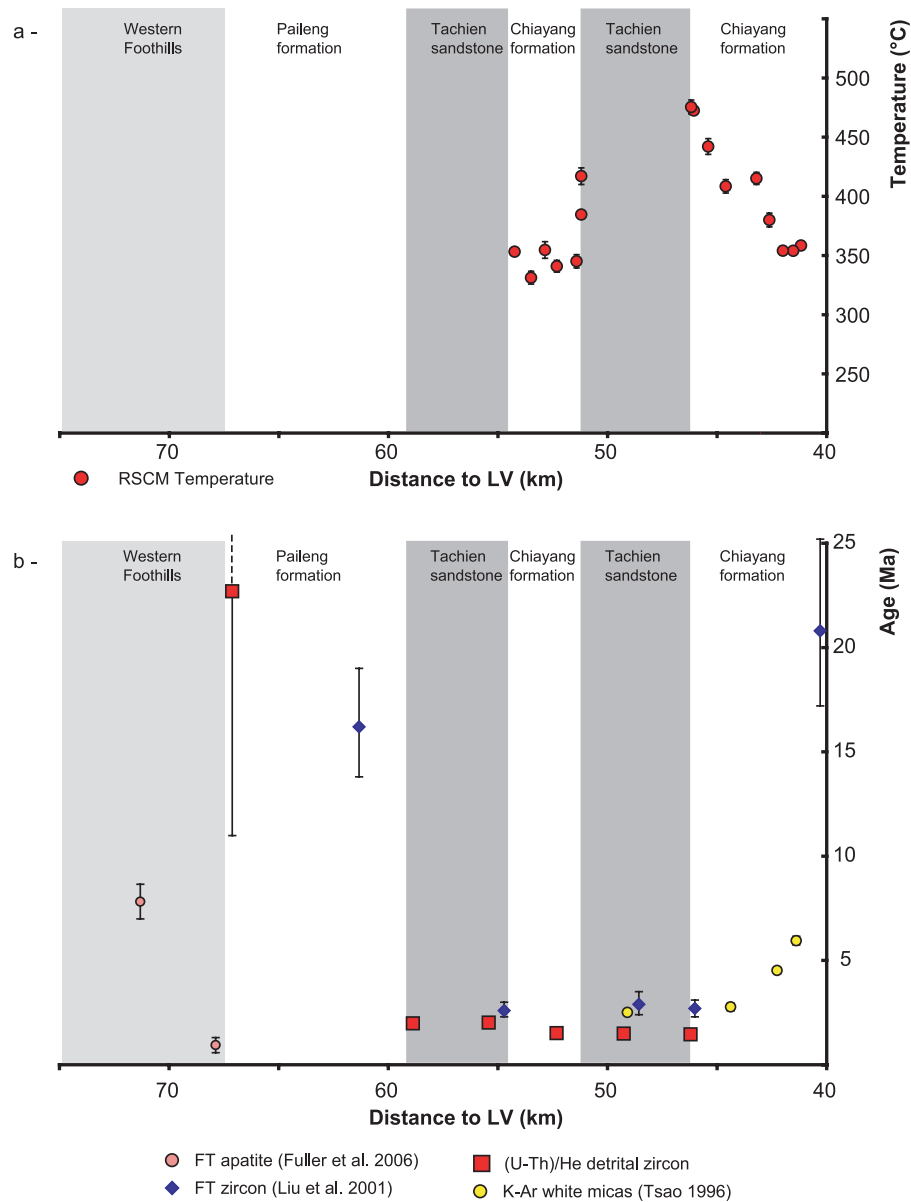 a -
Western
Foothills
Paileng
formation
Tachien
sandstone
Chiayang
formation
Tachien
sandstone
Chiayang
formation
500
450
400
350
300
250
Temperature (°C)
70
60
50
40
Distance to LV (km)
RSCM Temperature
b -
Western
Foothills
Paileng
formation
Tachien
sandstone
Chiayang
formation
Tachien
sandstone
Chiayang
formation
25
20
15
10
5
Age (Ma)
70
60
50
40
Distance to LV (km)
FT apatite (Fuller et al. 2006)
(U-Th)/He detrital zircon
FT zircon (Liu et al. 2001)
K-Ar white micas (Tsao 1996)